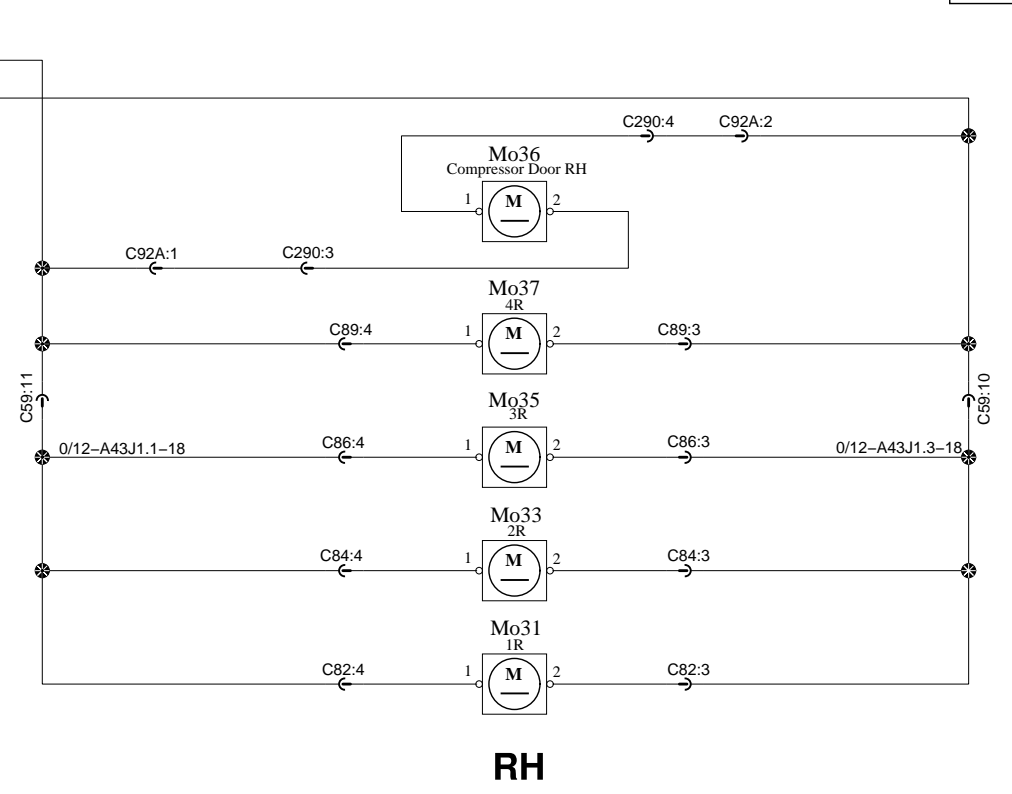 C290:4 C92A:2
Mo36
Compressor Door RH
1 M 2
C92A:1 C290:3
Mo37
4R
C89:4 1 M 2 C89:3
C59:11 C59:10
Mo35
3R
0/12−A43J1.1−18 C86:4 1 M 2 C86:3 0/12−A43J1.3−18
Mo33
2R
C84:4 1 M 2 C84:3
Mo31
1R
C82:4 1 M 2 C82:3
RH